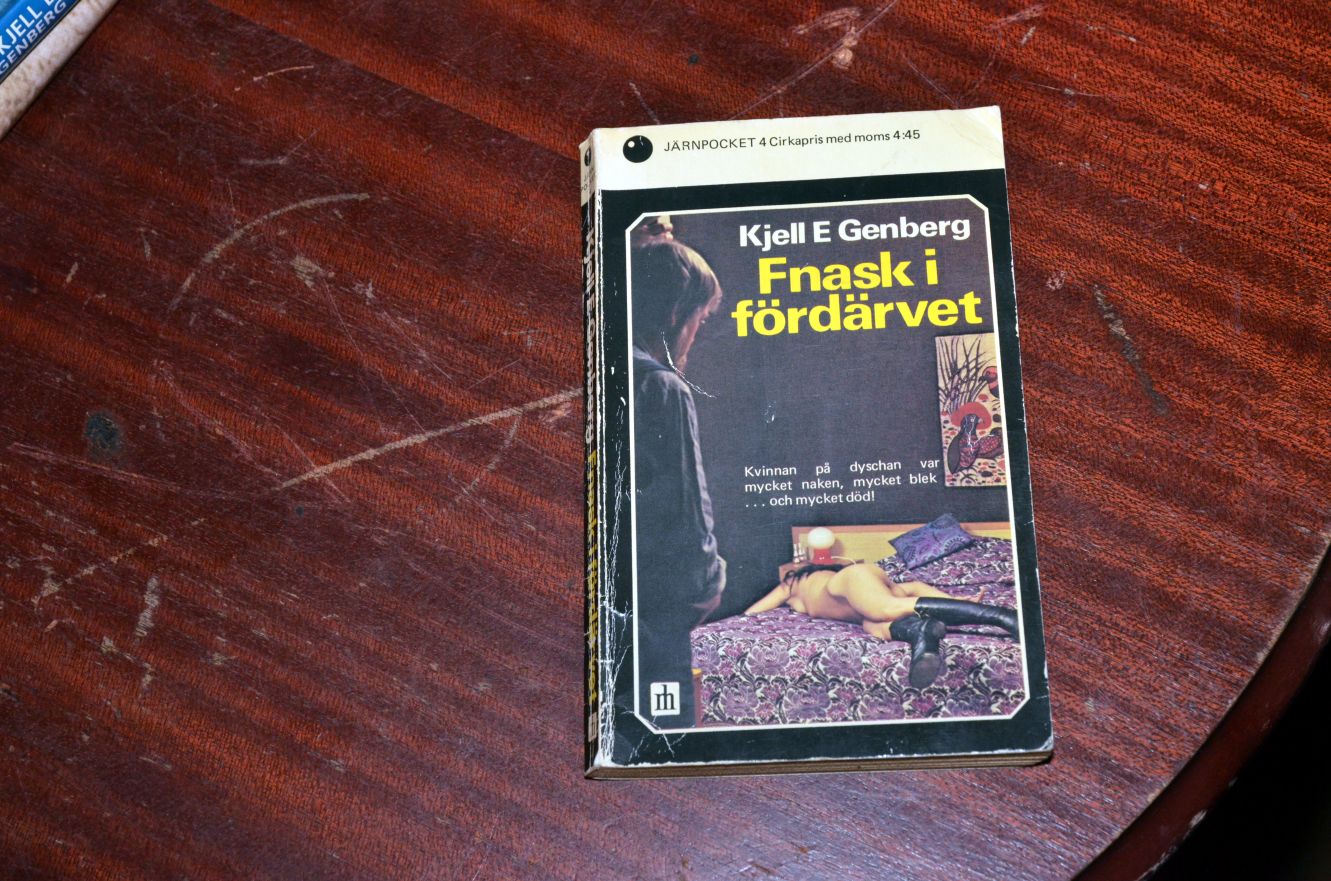 KJELL E
GENBERG
JÄRNPOCKET 4 Cirkapris med moms 4:45
Kjell E Genberg
Fnask i
fördärvet
Kvinnan på dyschan var
mycket naken, mycket blek
... och mycket död!